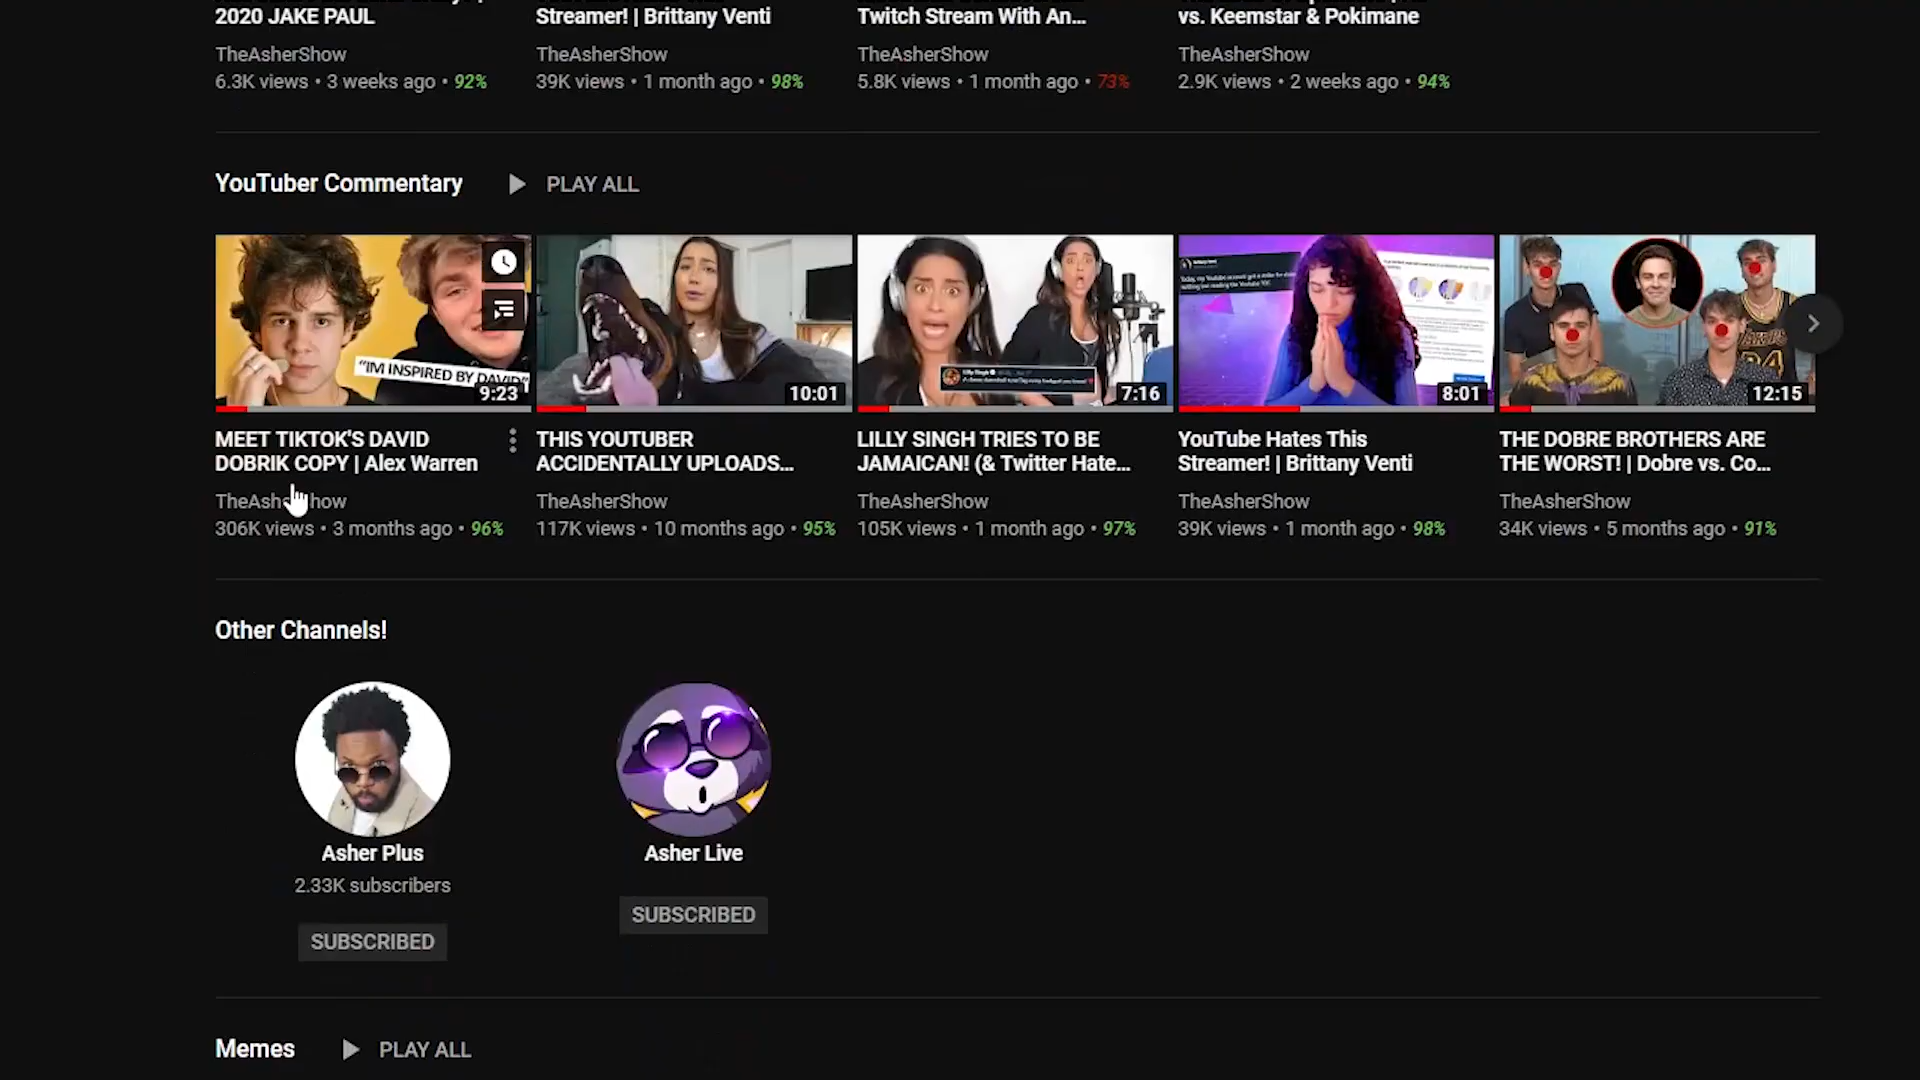 2020 JAKE PAUL
Streamer! | Brittany Venti
Twitch Stream With An...
vs. Keemstar & Pokimane
TheAsherShow
TheAsherShow
TheAsherShow
TheAsherShow
6.3K views • 3 weeks ago • 92%
39K views • 1 month ago • 98%
5.8K views • 1 month ago • 73%
2.9K views • 2 weeks ago • 94%
YouTuber Commentary
PLAY ALL
"IM INSPIRED BY DAVID"
9:23
10:01
7:16
8:01
12:15
MEET TIKTOK'S DAVID
DOBRIK COPY | Alex Warren
TheAsh how
306K views • 3 months ago • 96%
THIS YOUTUBER
ACCIDENTALLY UPLOADS...
TheAsherShow
117K views • 10 months ago • 95%
LILLY SINGH TRIES TO BE
JAMAICAN! (& Twitter Hate...
TheAsherShow
105K views • 1 month ago • 97%
YouTube Hates This
Streamer! | Brittany Venti
TheAsherShow
39K views • 1 month ago • 98%
THE DOBRE BROTHERS ARE
THE WORST! | Dobre vs. Co...
TheAsherShow
34K views • 5 months ago • 91%
Other Channels!
Asher Plus
2.33K subscribers
SUBSCRIBED
Asher Live
SUBSCRIBED
Memes
PLAY ALL